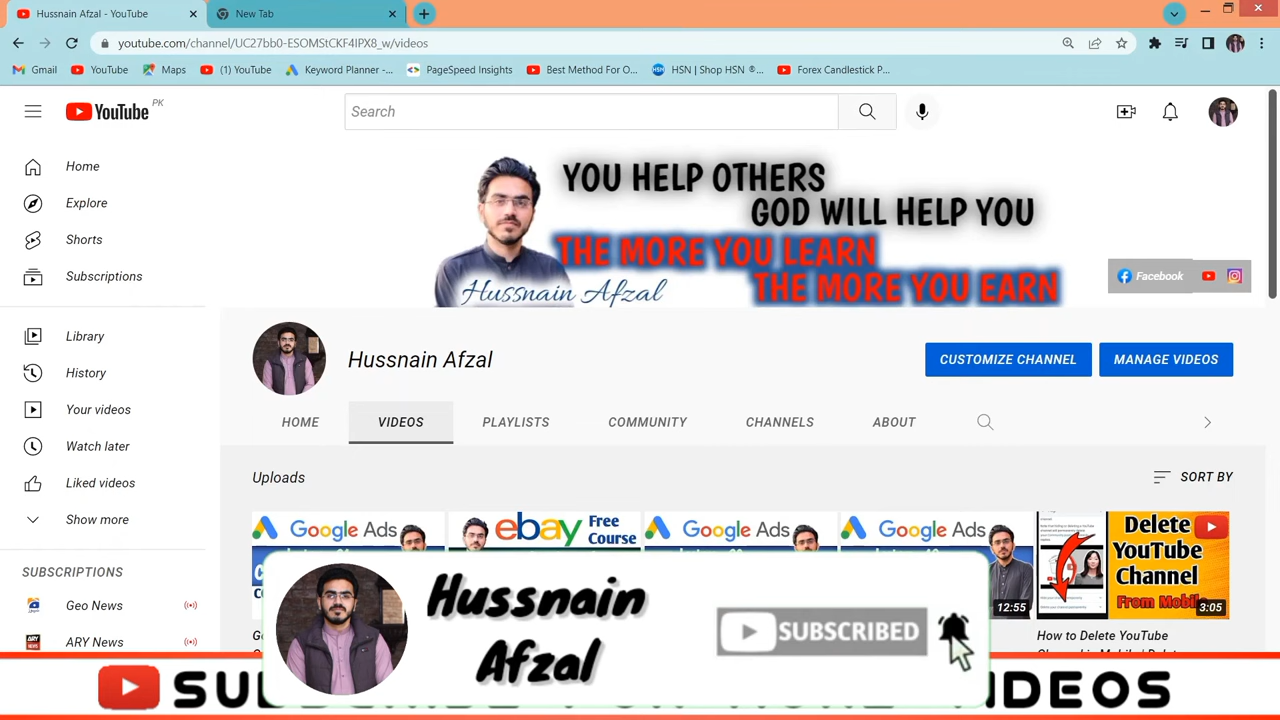 Hussnain Afzal - YouTube
New Tab
youtube.com/channel/UC27bb0-ESOMStCKF4IPX8_w/videos
Gmail
YouTube
Maps
(1) YouTube
Keyword Planner -...
PageSpeed Insights
Best Method For O...
HSN | Shop HSN ®...
Forex Candlestick P...
YouTube PK
Search
Home
Explore
Shorts
Subscriptions
Library
History
Your videos
Watch later
Liked videos
Show more
SUBSCRIPTIONS
Geo News
ARY News
YOU HELP OTHERS
GOD WILL HELP YOU
THE MORE YOU LEARN
THE MORE YOU EARN
Hussnain Afzal
Facebook
Hussnain Afzal
CUSTOMIZE CHANNEL
MANAGE VIDEOS
HOME
VIDEOS
PLAYLISTS
COMMUNITY
CHANNELS
ABOUT
Uploads
SORT BY
Google Ads
ebay Free
Course
Google Ads
Google Ads
12:55
Delete
YouTube
Channel
From Mobile
3:05
How to Delete YouTube
Hussnain
Afzal
SUBSCRIBED